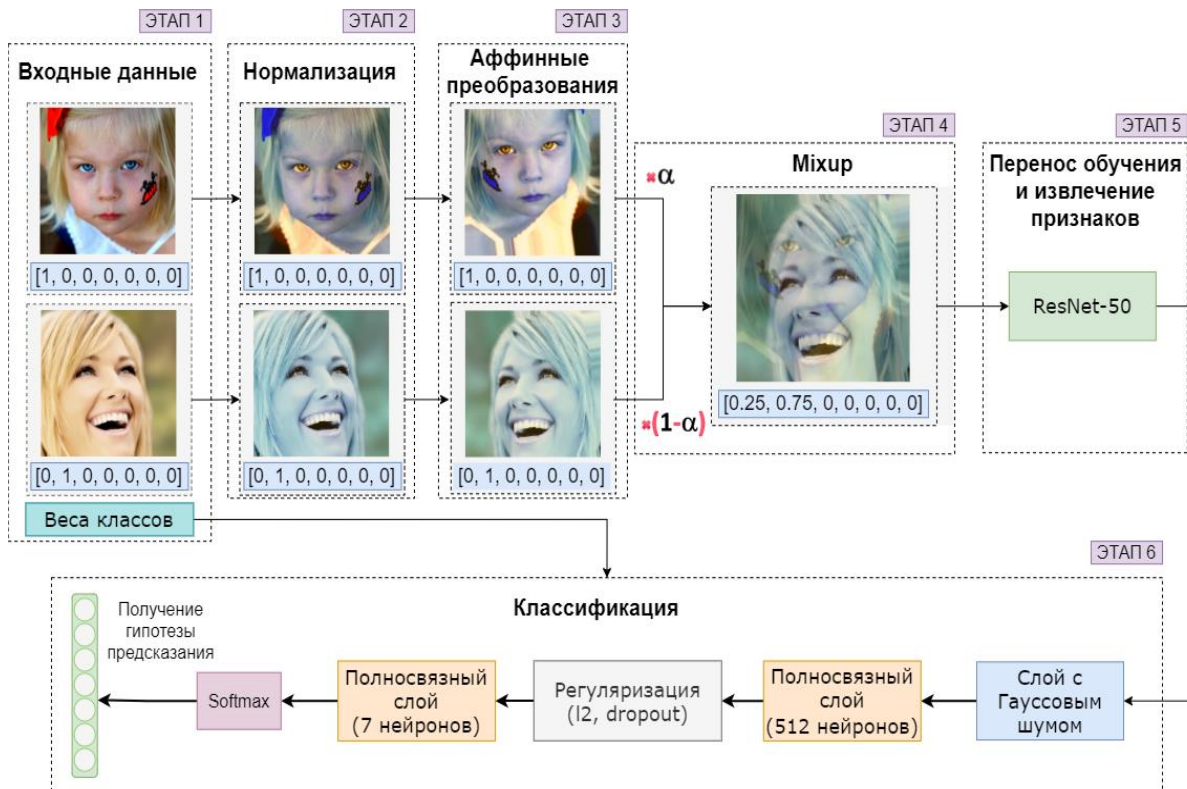 ЭТАП 1
Входные данные
[1, 0, 0, 0, 0, 0, 0]
[0, 1, 0, 0, 0, 0, 0]
Веса классов
ЭТАП 2
Нормализация
[1, 0, 0, 0, 0, 0, 0]
[0, 1, 0, 0, 0, 0, 0]
ЭТАП 3
Аффинные
преобразования
[1, 0, 0, 0, 0, 0, 0]
[0, 1, 0, 0, 0, 0, 0]
×α
×(1-α)
ЭТАП 4
Mixup
[0.25, 0.75, 0, 0, 0, 0, 0]
ЭТАП 5
Перенос обучения
и извлечение
признаков
ResNet-50
ЭТАП 6
Классификация
Слой с
Гауссовым
шумом
Полносвязный
слой
(512 нейронов)
Регуляризация
(l2, dropout)
Полносвязный
слой
(7 нейронов)
Softmax
Получение
гипотезы
предсказания